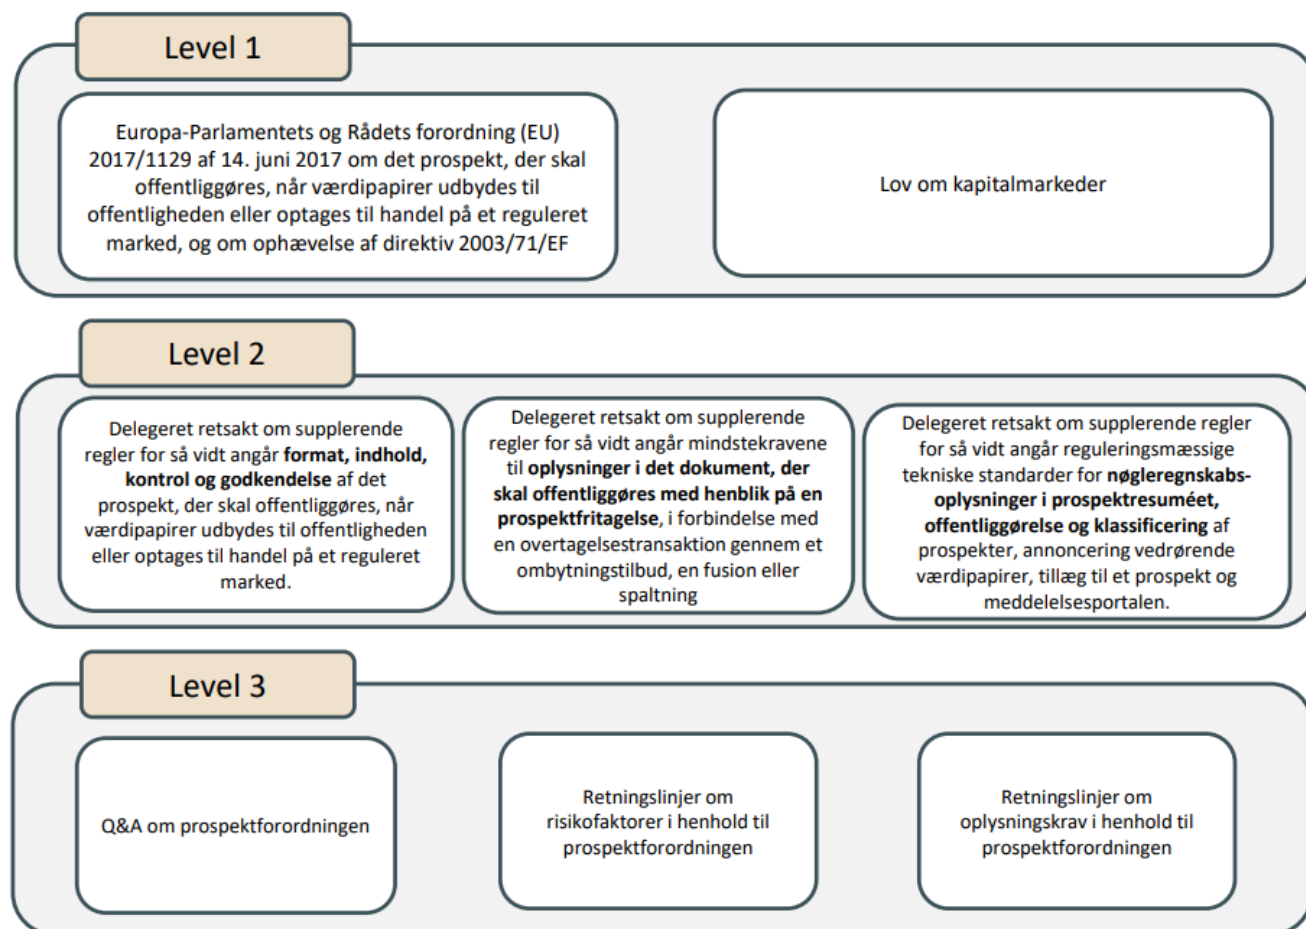 Level 1
Europa-Parlamentets og Rådets forordning (EU)
2017/1129 af 14. juni 2017 om det prospekt, der skal
offentliggøres, når værdipapirer udbydes til
offentligheden eller optages til handel på et reguleret
marked, og om ophævelse af direktiv 2003/71/EF
Lov om kapitalmarkeder
Level 2
Delegeret retsakt om supplerende
regler for så vidt angår format, indhold,
kontrol og godkendelse af det
prospekt, der skal offentliggøres, når
værdipapirer udbydes til offentligheden
eller optages til handel på et reguleret
marked.
Delegeret retsakt om supplerende
regler for så vidt angår mindstekravene
til oplysninger i det dokument, der
skal offentliggøres med henblik på en
prospektfritagelse, i forbindelse med
en overtagelsestransaktion gennem et
ombytningstilbud, en fusion eller
spaltning
Delegeret retsakt om supplerende regler
for så vidt angår reguleringsmæssige
tekniske standarder for nøgleregnskabs-
oplysninger i prospektresuméet,
offentliggørelse og klassificering af
prospekter, annoncering vedrørende
værdipapirer, tillæg til et prospekt og
meddelelsesportalen.
Level 3
Q&A om prospektforordningen
Retningslinjer om
risikofaktorer i henhold til
prospektforordningen
Retningslinjer om
oplysningskrav i henhold til
prospektforordningen